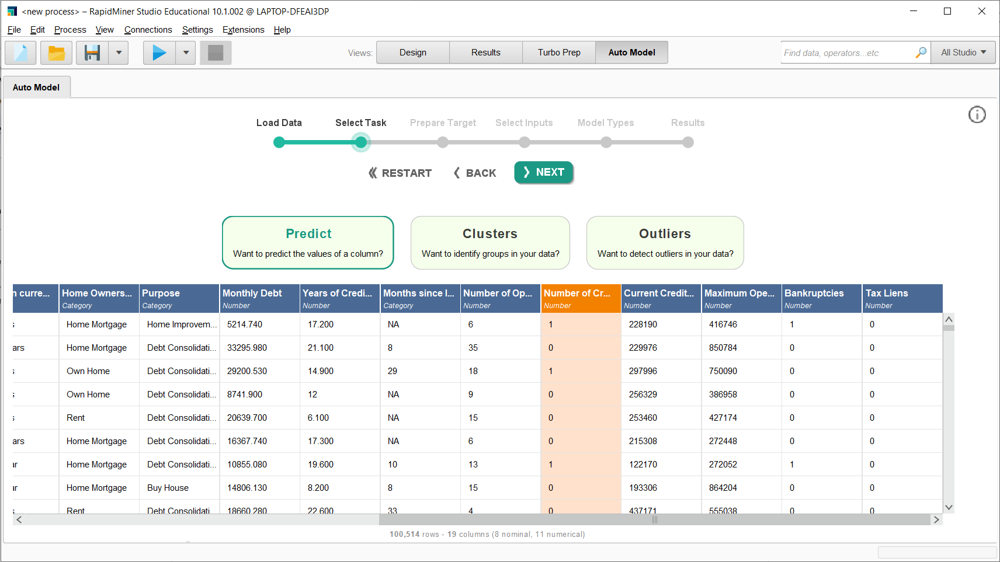 <new process> – RapidMiner Studio Educational 10.1.002 @ LAPTOP-DFEAI3DP
File Edit Process View Connections Settings Extensions Help
Views: Design Results Turbo Prep Auto Model Find data, operators...etc All Studio
Auto Model
Load Data Select Task Prepare Target Select Inputs Model Types Results
RESTART BACK NEXT
Predict Clusters Outliers
Want to predict the values of a column? Want to identify groups in your data? Want to detect outliers in your data?
curre... Home Owners... Purpose Monthly Debt Years of Credi... Months since l... Number of Op... Number of Cr... Current Credit... Maximum Ope... Bankruptcies Tax Liens
Category Category Number Number Category Number Number Number Number Number Number
s Home Mortgage Home Improvem... 5214.740 17.200 NA 6 1 228190 416746 1 0
ars Home Mortgage Debt Consolidati... 33295.980 21.100 8 35 0 229976 850784 0 0
s Own Home Debt Consolidati... 29200.530 14.900 29 18 1 297996 750090 0 0
s Own Home Debt Consolidati... 8741.900 12 NA 9 0 256329 386958 0 0
s Rent Debt Consolidati... 20639.700 6.100 NA 15 0 253460 427174 0 0
ars Home Mortgage Debt Consolidati... 16367.740 17.300 NA 6 0 215308 272448 0 0
ar Home Mortgage Debt Consolidati... 10855.080 19.600 10 13 1 122170 272052 1 0
ar Home Mortgage Buy House 14806.130 8.200 8 15 0 193306 864204 0 0
s Rent Debt Consolidati... 18660.280 22.600 33 4 0 437171 555038 0 0
100,514 rows - 19 columns (8 nominal, 11 numerical)